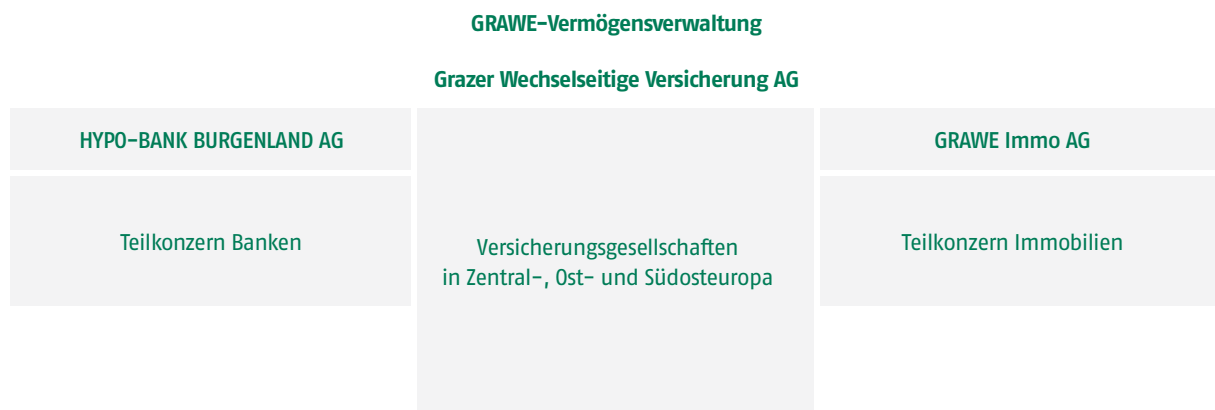 GRAWE-Vermögensverwaltung
Grazer Wechselseitige Versicherung AG
HYPO-BANK BURGENLAND AG
GRAWE Immo AG
Teilkonzern Banken
Versicherungsgesellschaften
in Zentral-, Ost- und Südosteuropa
Teilkonzern Immobilien